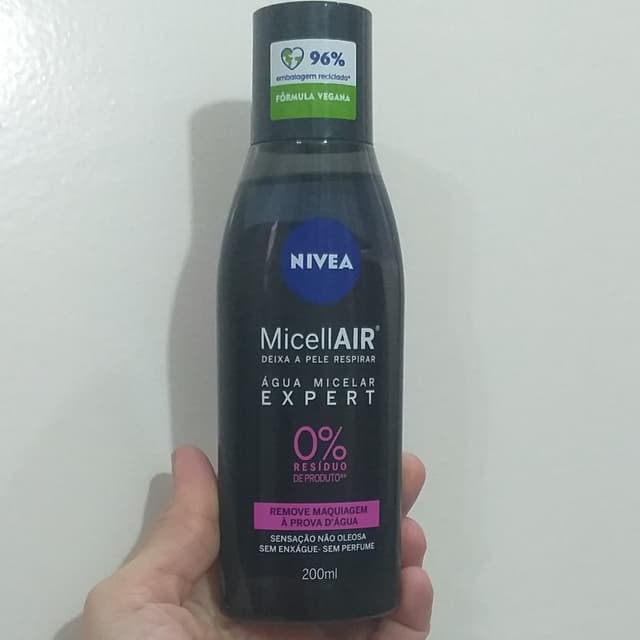 96%
embalagem reciclada*
FÓRMULA VEGANA
NIVEA
MicellAIR®
DEIXA A PELE RESPIRAR
ÁGUA MICELAR
EXPERT
0%
RESÍDUO
DE PRODUTO**
REMOVE MAQUIAGEM
À PROVA D'ÁGUA
SENSAÇÃO NÃO OLEOSA
SEM ENXÁGUE- SEM PERFUME
200ml